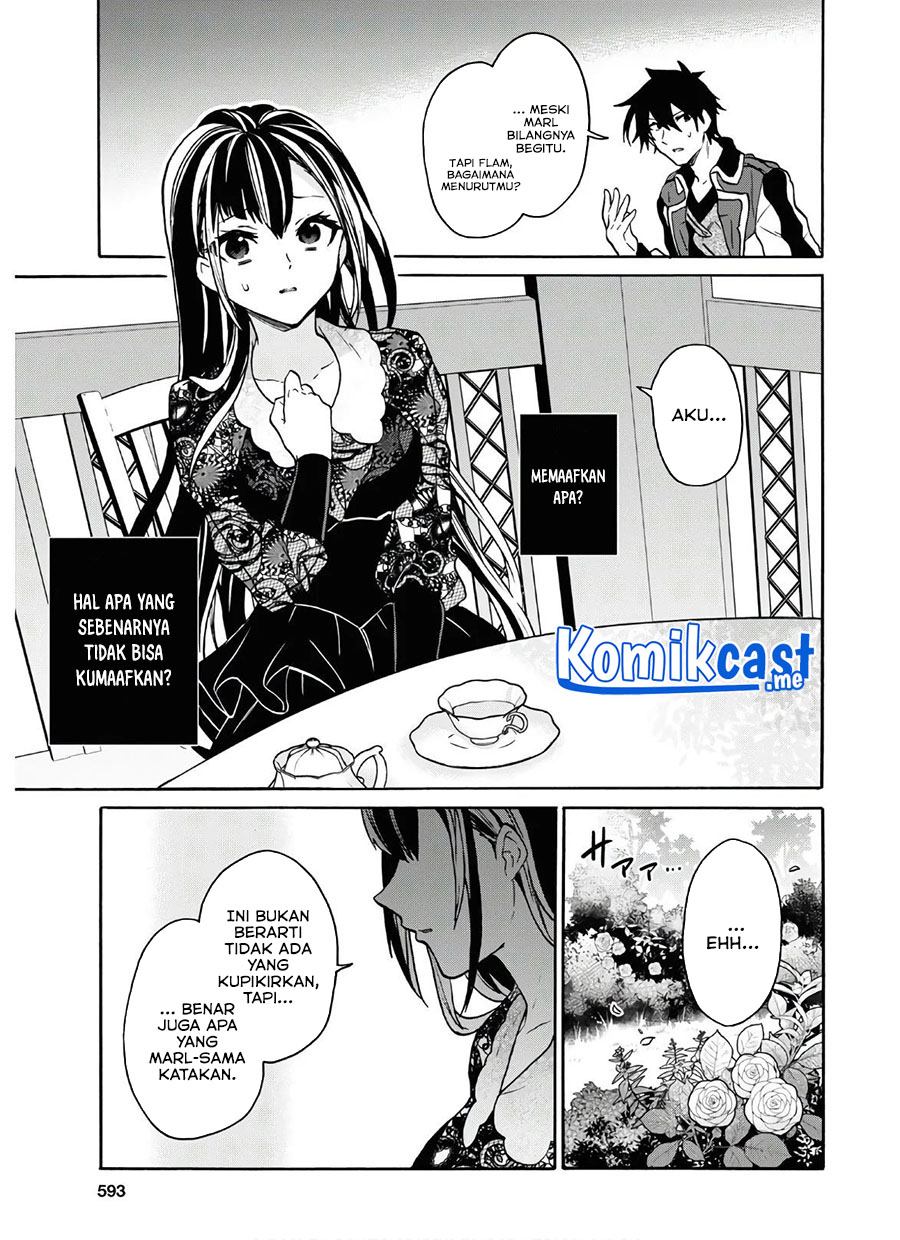 ... MESKI
MARL
BILANGNYA
BEGITU.
TAPI FLAM,
BAGAIMANA
MENURUTMU?
AKU...
MEMAAFKAN
APA?
HAL APA YANG
SEBENARNYA
TIDAK BISA
KUMAAFKAN?
Komikcast
.me
サァァ...
...
EHH...
INI BUKAN
BERARTI
TIDAK ADA
YANG
KUPIKIRKAN,
TAPI...
... BENAR
JUGA APA
YANG
MARL-SAMA
KATAKAN.
593